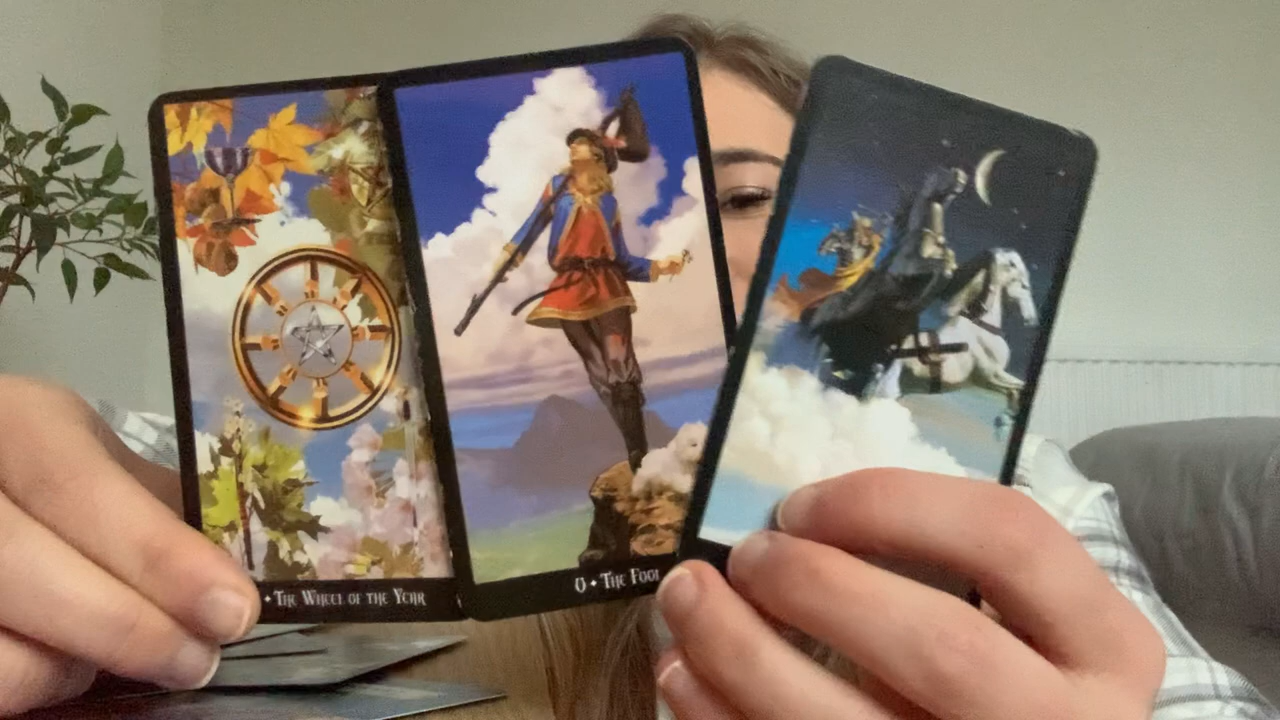 • The Wheel of the Year
0 • The Fool